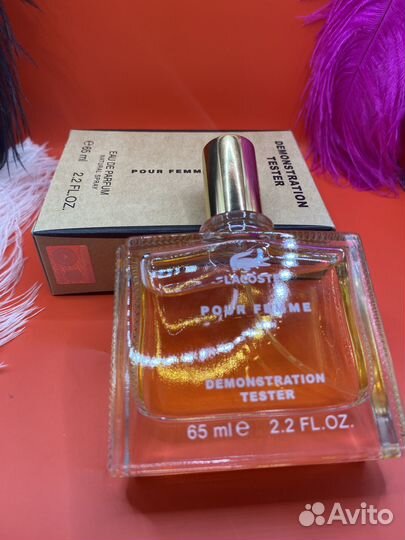 DEMONSTRATION
TESTER
POUR FEMME
EAU DE PARFUM
NATURAL SPRAY
℮65 ml 2.2 FL.OZ.
LACOSTE
POUR FEMME
DEMONSTRATION
TESTER
65 ml℮ 2.2 FL.OZ.
Avito